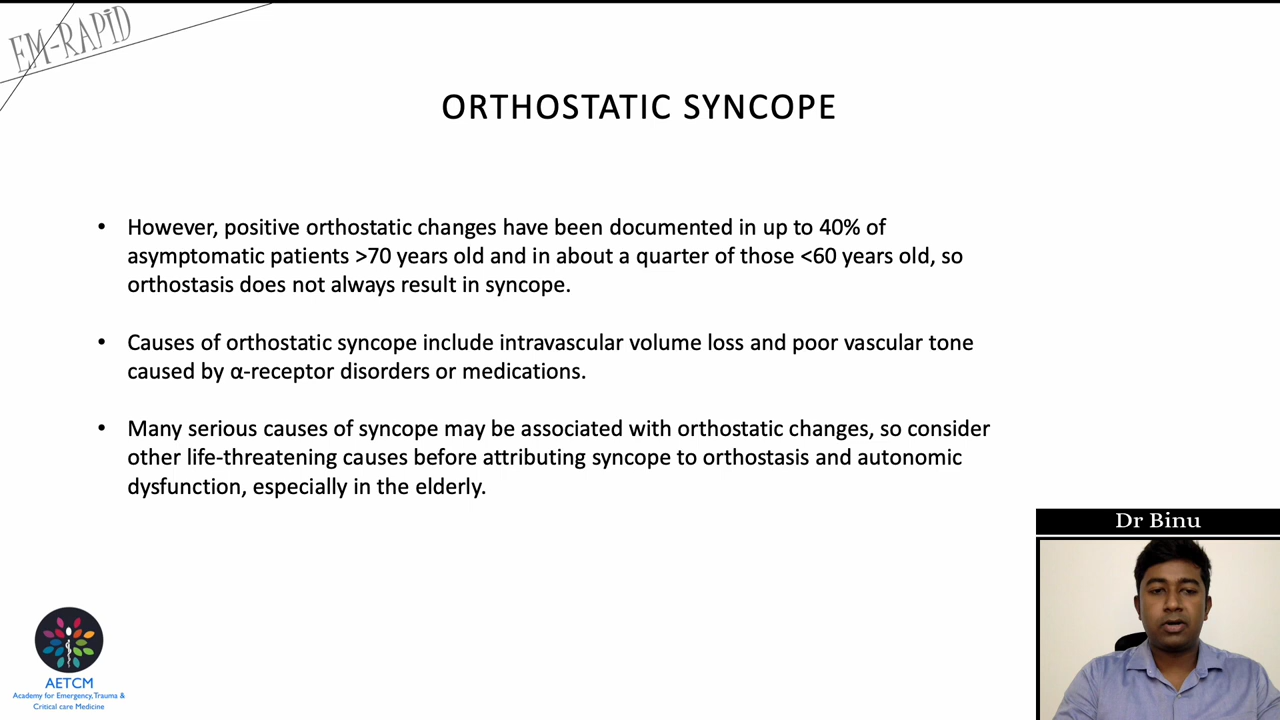 EM-RAPID
ORTHOSTATIC SYNCOPE
• However, positive orthostatic changes have been documented in up to 40% of
asymptomatic patients >70 years old and in about a quarter of those <60 years old, so
orthostasis does not always result in syncope.
• Causes of orthostatic syncope include intravascular volume loss and poor vascular tone
caused by α-receptor disorders or medications.
• Many serious causes of syncope may be associated with orthostatic changes, so consider
other life-threatening causes before attributing syncope to orthostasis and autonomic
dysfunction, especially in the elderly.
Dr Binu
AETCM
Academy for Emergency,Trauma &
Critical care Medicine